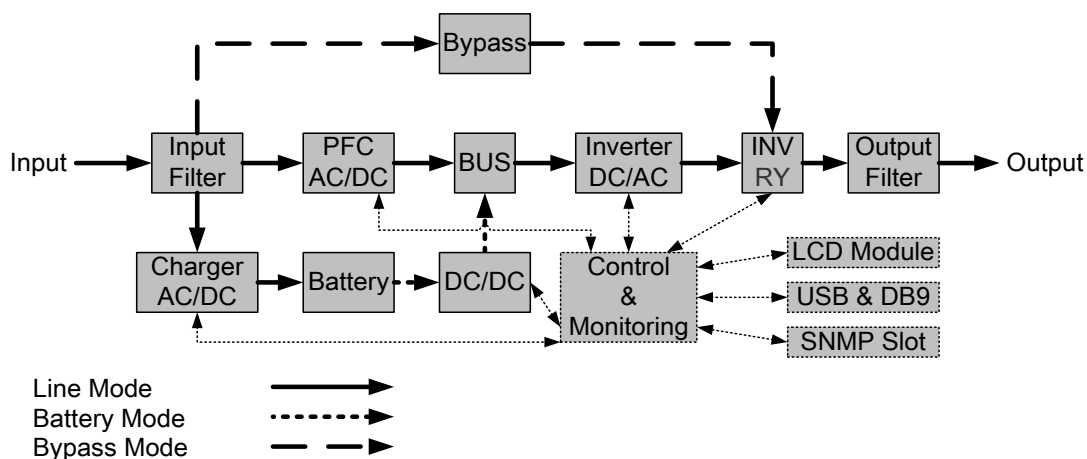 Bypass
Input
Input
Filter
PFC
AC/DC
BUS
Inverter
DC/AC
INV
RY
Output
Filter
Output
Charger
AC/DC
Battery
DC/DC
Control
&
Monitoring
LCD Module
USB & DB9
SNMP Slot
Line Mode
Battery Mode
Bypass Mode